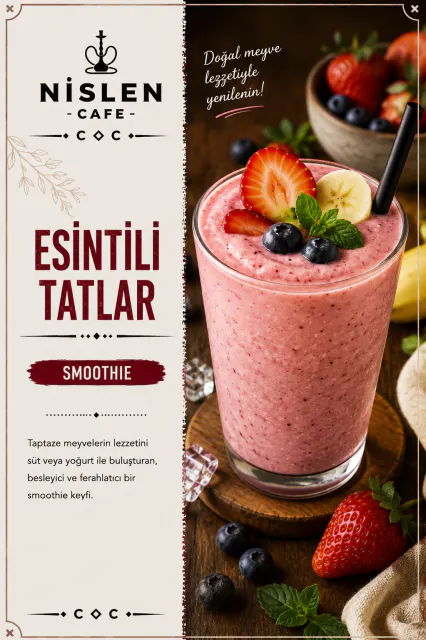 NİSLEN
- CAFE -
C C
Doğal meyve
lezzetiyle
yenilenin!
ESİNTİLİ
TATLAR
SMOOTHIE
Taptaze meyvelerin lezzetini
süt veya yoğurt ile buluşturan,
besleyici ve ferahlatıcı bir
smoothie keyfi.
C C